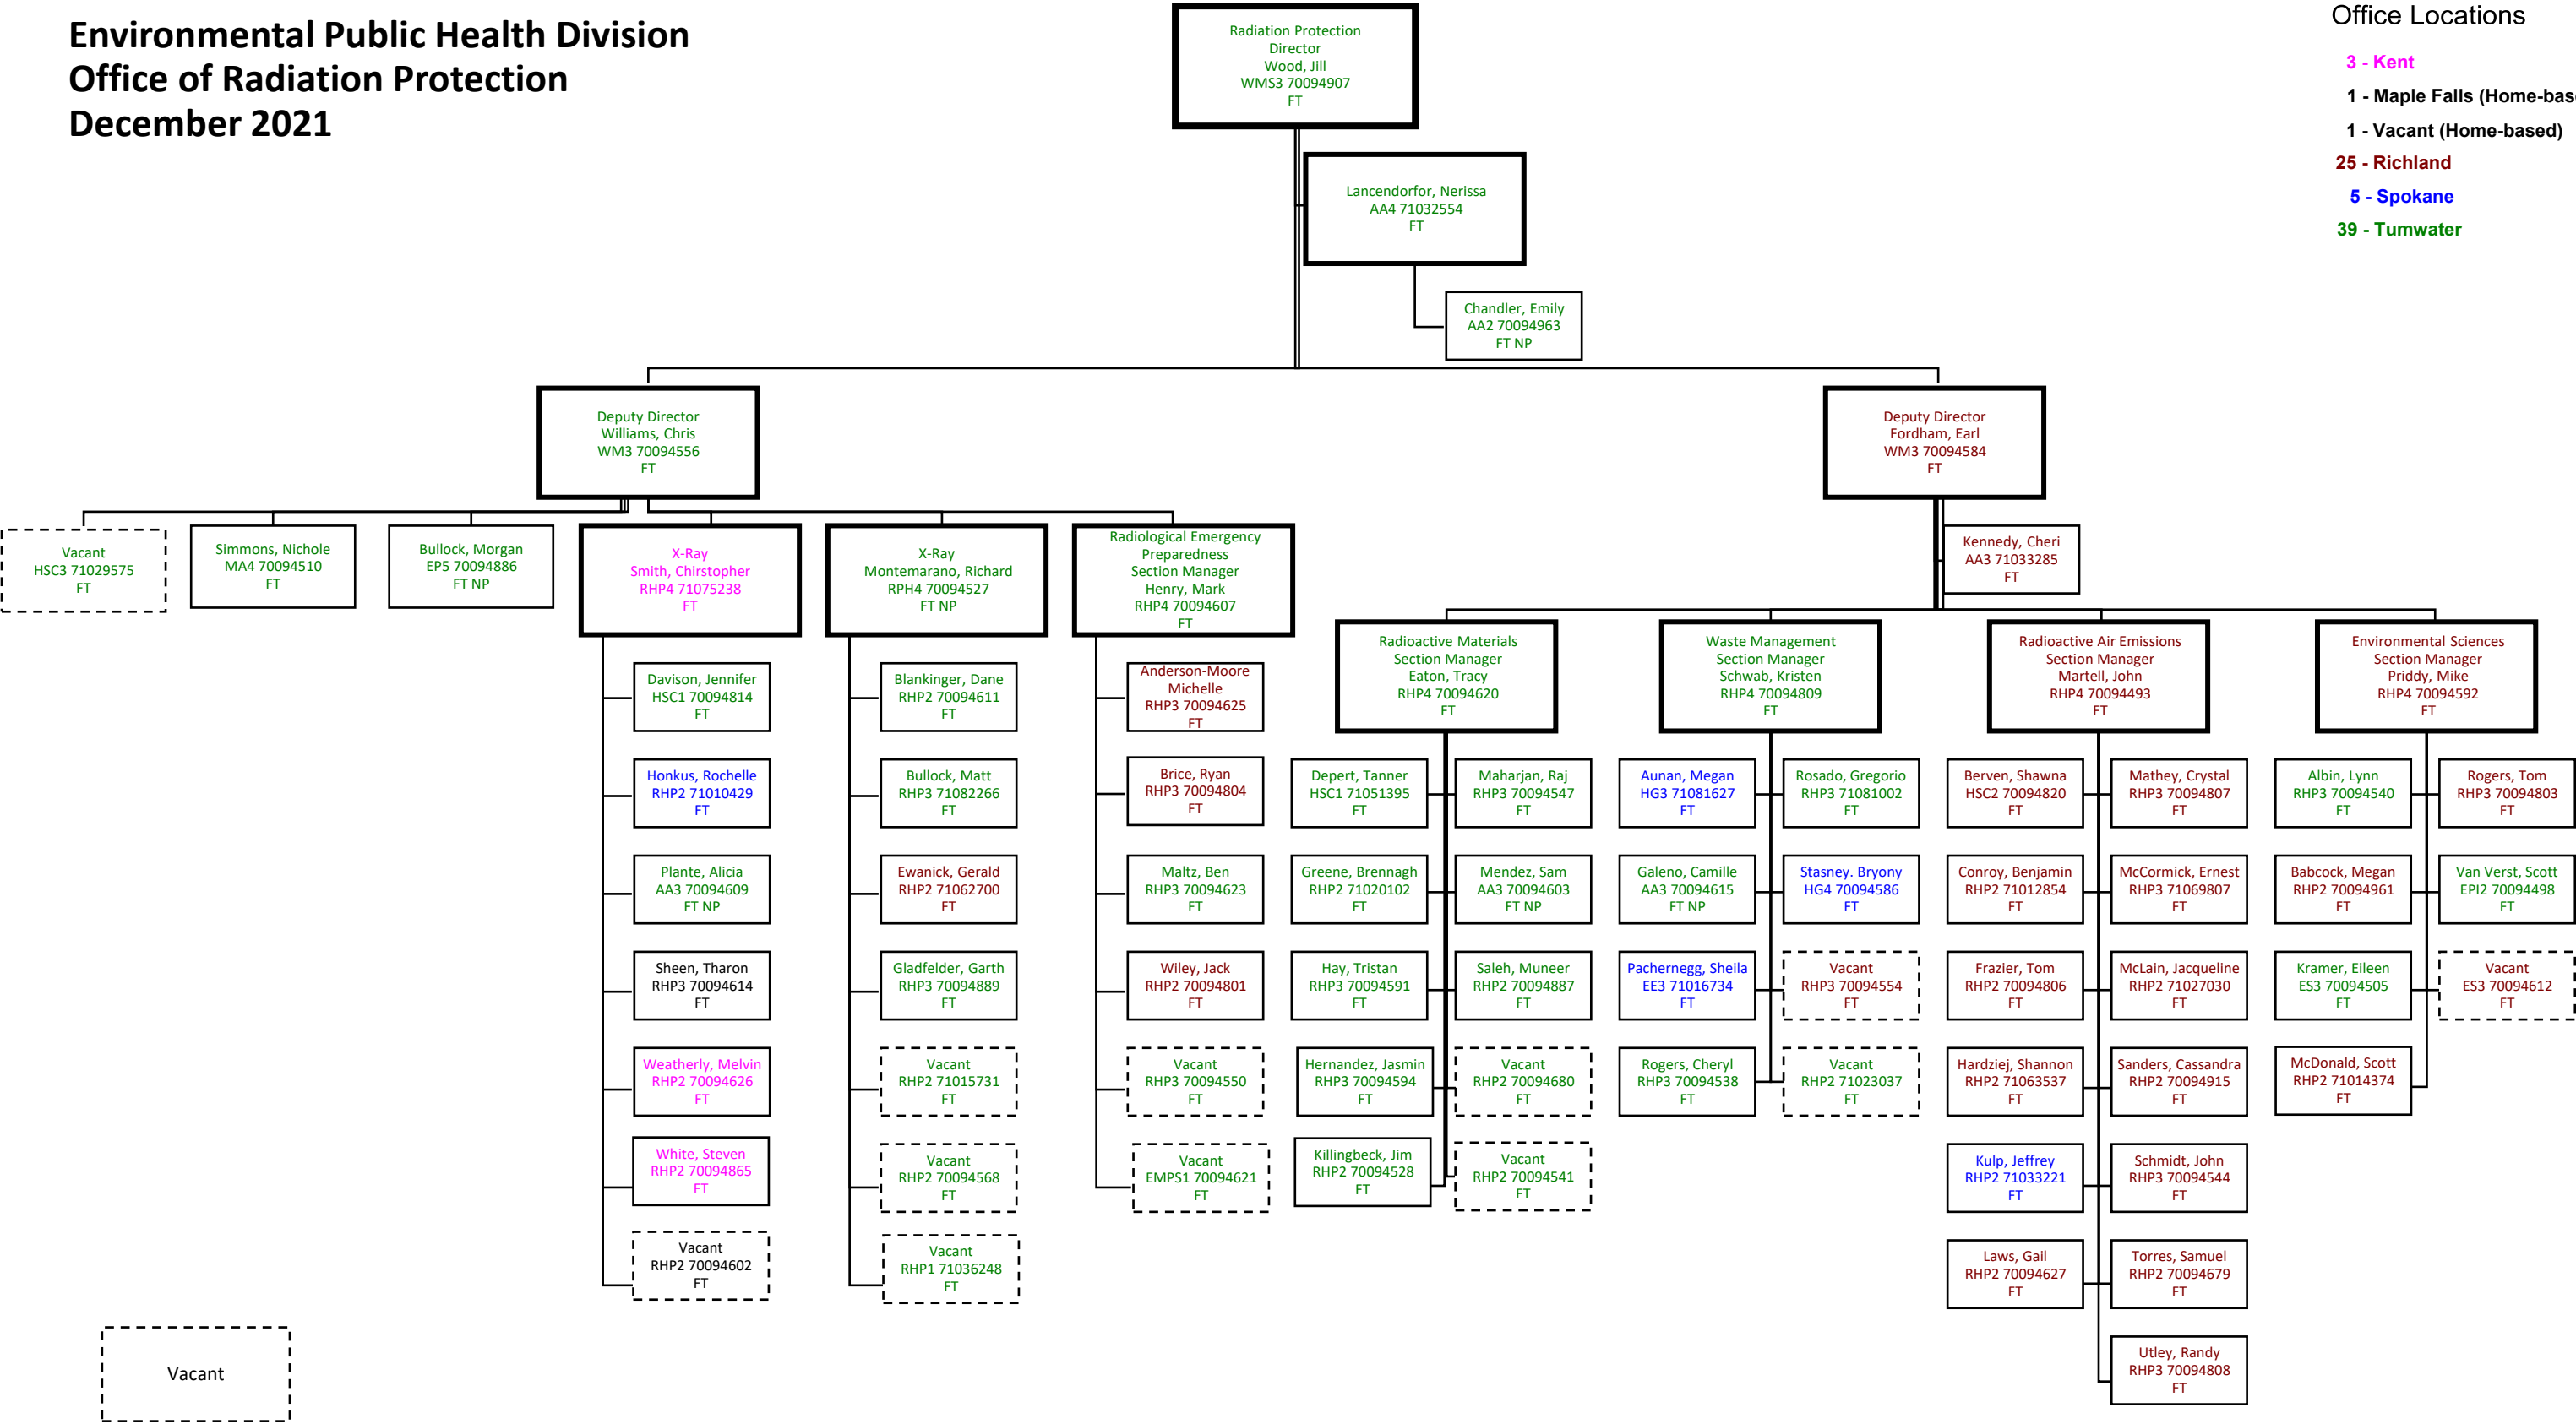 Environmental Public Health Division
Office of Radiation Protection
December 2021
Radiation Protection
Director
Wood, Jill
WMS3 70094907
FT
Office Locations
3 - Kent
1 - Maple Falls (Home-bas
1 - Vacant (Home-based)
25 - Richland
5 - Spokane
39 - Tumwater
Lancendorfor, Nerissa
AA4 71032554
FT
Chandler, Emily
AA2 70094963
FT NP
Deputy Director
Williams, Chris
WM3 70094556
FT
Deputy Director
Fordham, Earl
WM3 70094584
FT
Vacant
HSC3 71029575
FT
Simmons, Nichole
MA4 70094510
FT
Bullock, Morgan
EP5 70094886
FT NP
X-Ray
Smith, Chirstopher
RHP4 71075238
FT
X-Ray
Montemarano, Richard
RPH4 70094527
FT NP
Radiological Emergency
Preparedness
Section Manager
Henry, Mark
RHP4 70094607
FT
Kennedy, Cheri
AA3 71033285
FT
Radioactive Materials
Section Manager
Eaton, Tracy
RHP4 70094620
FT
Waste Management
Section Manager
Schwab, Kristen
RHP4 70094809
FT
Radioactive Air Emissions
Section Manager
Martell, John
RHP4 70094493
FT
Environmental Sciences
Section Manager
Priddy, Mike
RHP4 70094592
FT
Davison, Jennifer
HSC1 70094814
FT
Honkus, Rochelle
RHP2 71010429
FT
Plante, Alicia
AA3 70094609
FT NP
Sheen, Tharon
RHP3 70094614
FT
Weatherly, Melvin
RHP2 70094626
FT
White, Steven
RHP2 70094865
FT
Vacant
RHP2 70094602
FT
Blankinger, Dane
RHP2 70094611
FT
Bullock, Matt
RHP3 71082266
FT
Ewanick, Gerald
RHP2 71062700
FT
Gladfelder, Garth
RHP3 70094889
FT
Vacant
RHP2 71015731
FT
Vacant
RHP2 70094568
FT
Vacant
RHP1 71036248
FT
Anderson-Moore
Michelle
RHP3 70094625
FT
Brice, Ryan
RHP3 70094804
FT
Maltz, Ben
RHP3 70094623
FT
Wiley, Jack
RHP2 70094801
FT
Vacant
RHP3 70094550
FT
Vacant
EMPS1 70094621
FT
Depert, Tanner
HSC1 71051395
FT
Maharjan, Raj
RHP3 70094547
FT
Greene, Brennagh
RHP2 71020102
FT
Mendez, Sam
AA3 70094603
FT NP
Hay, Tristan
RHP3 70094591
FT
Saleh, Muneer
RHP2 70094887
FT
Hernandez, Jasmin
RHP3 70094594
FT
Vacant
RHP2 70094680
FT
Killingbeck, Jim
RHP2 70094528
FT
Vacant
RHP2 70094541
FT
Aunan, Megan
HG3 71081627
FT
Rosado, Gregorio
RHP3 71081002
FT
Galeno, Camille
AA3 70094615
FT NP
Stasney. Bryony
HG4 70094586
FT
Pachernegg, Sheila
EE3 71016734
FT
Vacant
RHP3 70094554
FT
Rogers, Cheryl
RHP3 70094538
FT
Vacant
RHP2 71023037
FT
Berven, Shawna
HSC2 70094820
FT
Mathey, Crystal
RHP3 70094807
FT
Conroy, Benjamin
RHP2 71012854
FT
McCormick, Ernest
RHP3 71069807
FT
Frazier, Tom
RHP2 70094806
FT
McLain, Jacqueline
RHP2 71027030
FT
Hardziej, Shannon
RHP2 71063537
FT
Sanders, Cassandra
RHP2 70094915
FT
Kulp, Jeffrey
RHP2 71033221
FT
Schmidt, John
RHP3 70094544
FT
Laws, Gail
RHP2 70094627
FT
Torres, Samuel
RHP2 70094679
FT
Utley, Randy
RHP3 70094808
FT
Albin, Lynn
RHP3 70094540
FT
Rogers, Tom
RHP3 70094803
FT
Babcock, Megan
RHP2 70094961
FT
Van Verst, Scott
EPI2 70094498
FT
Kramer, Eileen
ES3 70094505
FT
Vacant
ES3 70094612
FT
McDonald, Scott
RHP2 71014374
FT
Vacant